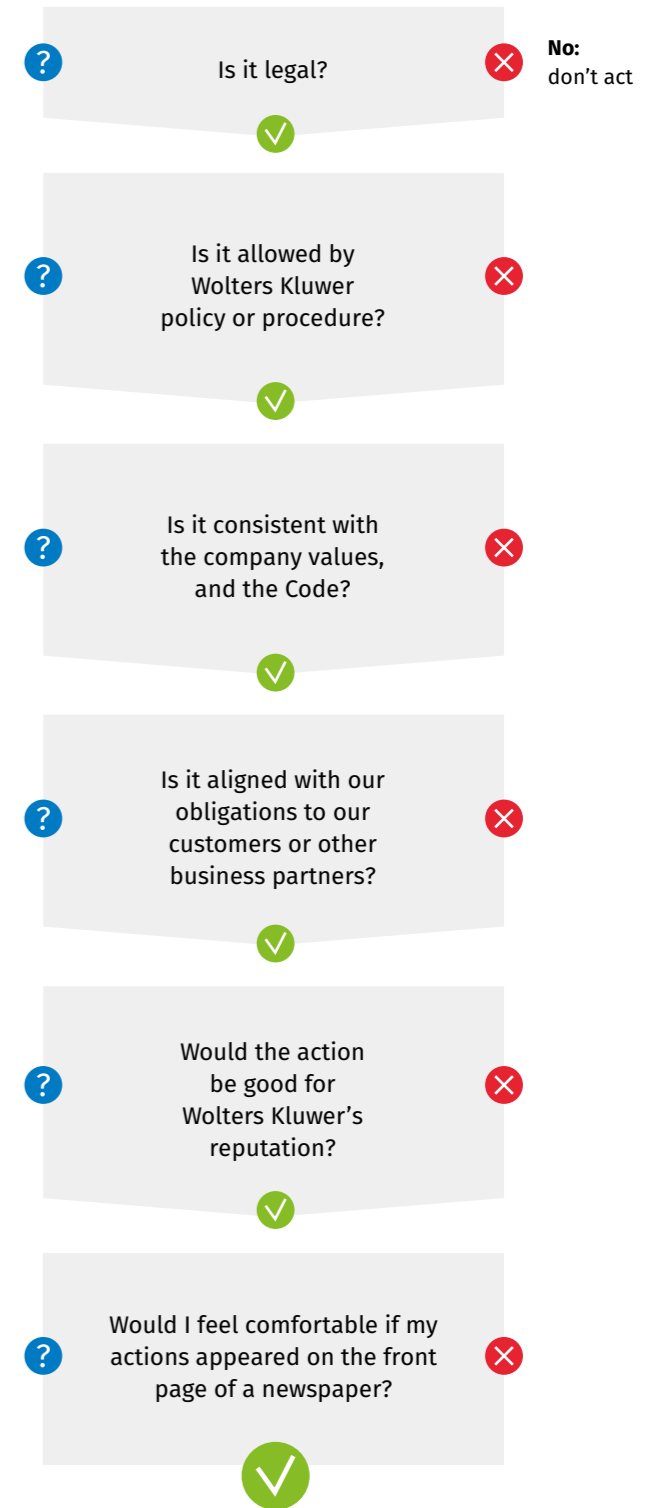 Is it legal?
No:
don’t act
Is it allowed by
Wolters Kluwer
policy or procedure?
Is it consistent with
the company values,
and the Code?
Is it aligned with our
obligations to our
customers or other
business partners?
Would the action
be good for
Wolters Kluwer’s
reputation?
Would I feel comfortable if my
actions appeared on the front
page of a newspaper?